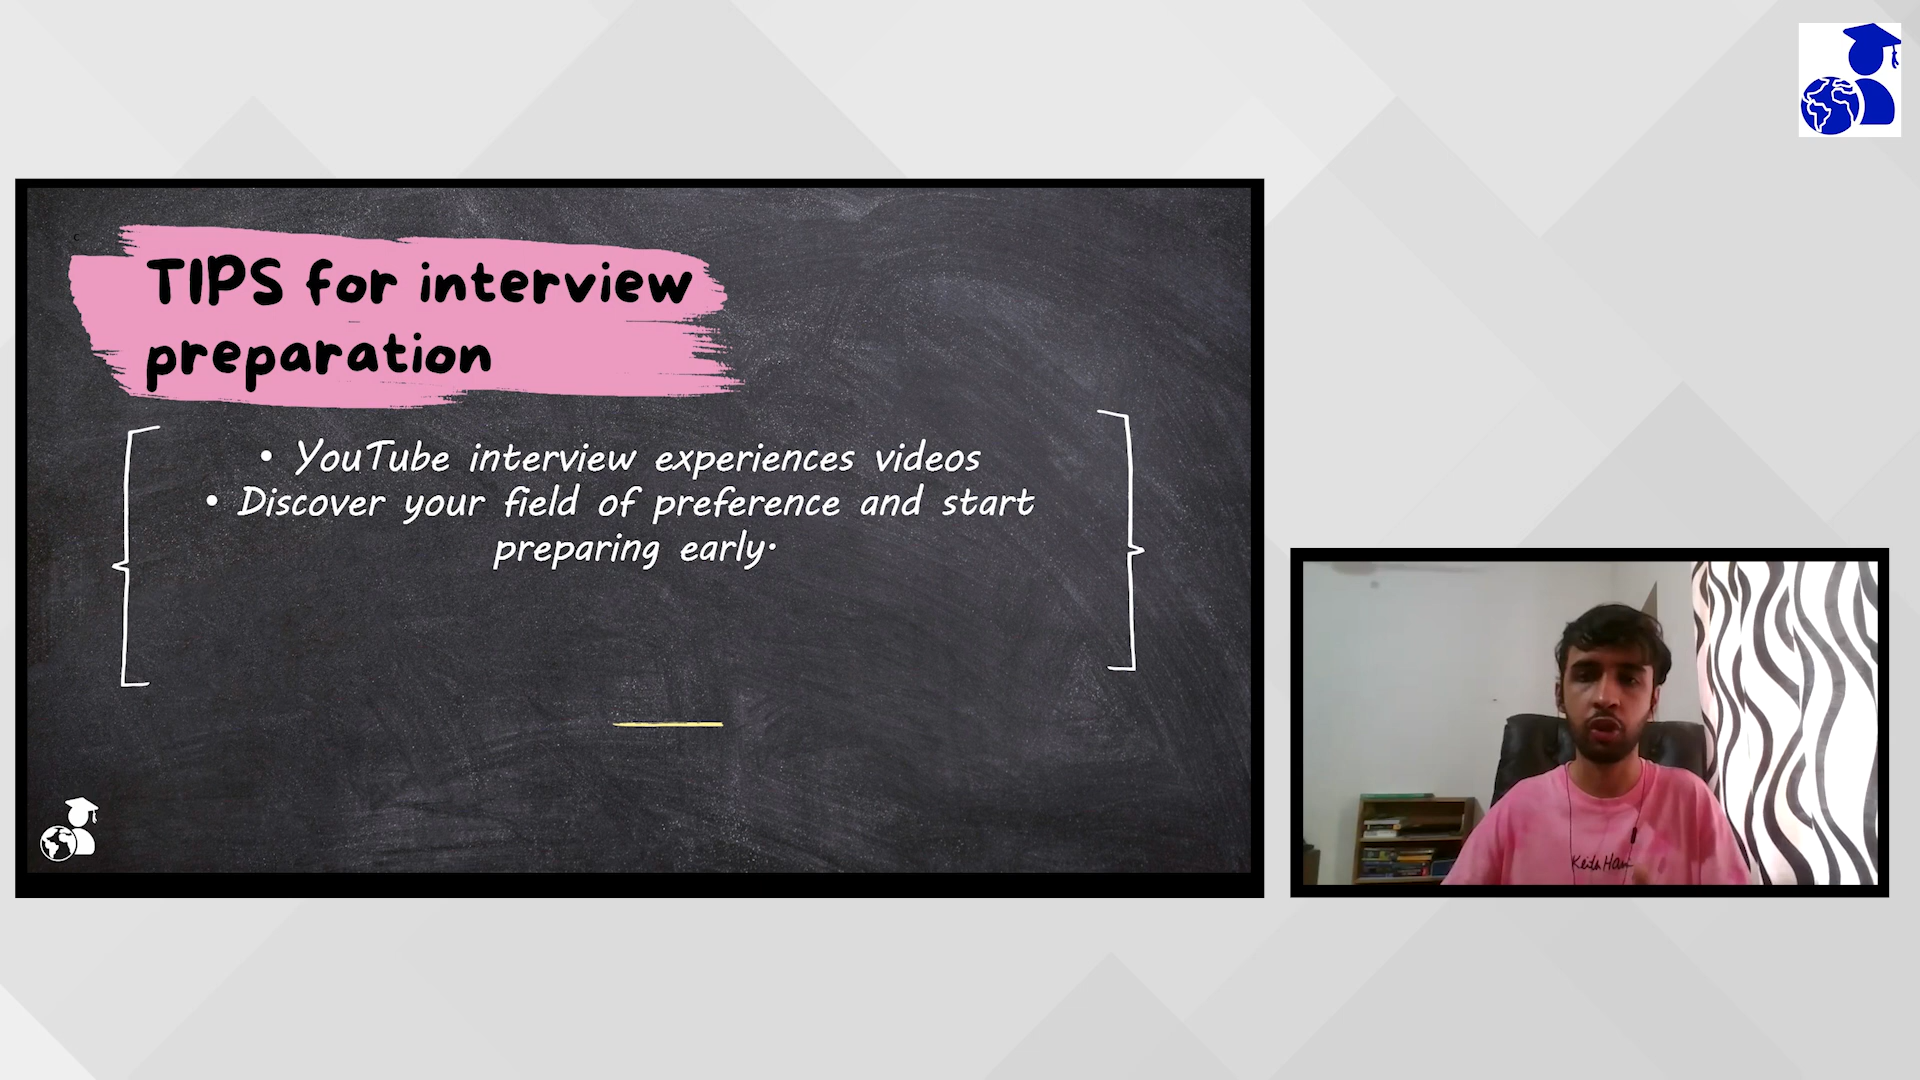 TIPS for interview
preparation
• YouTube interview experiences videos
• Discover your field of preference and start
preparing early.